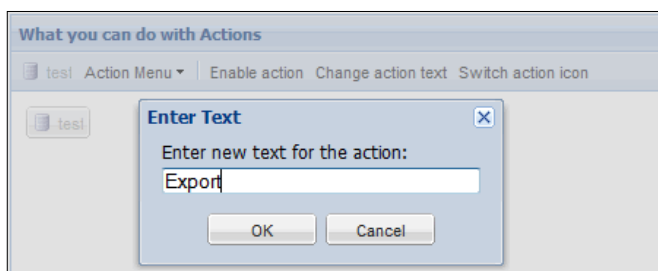 What you can do with Actions
test Action Menu Enable action Change action text Switch action icon
test
Enter Text
Enter new text for the action:
Export
OK Cancel